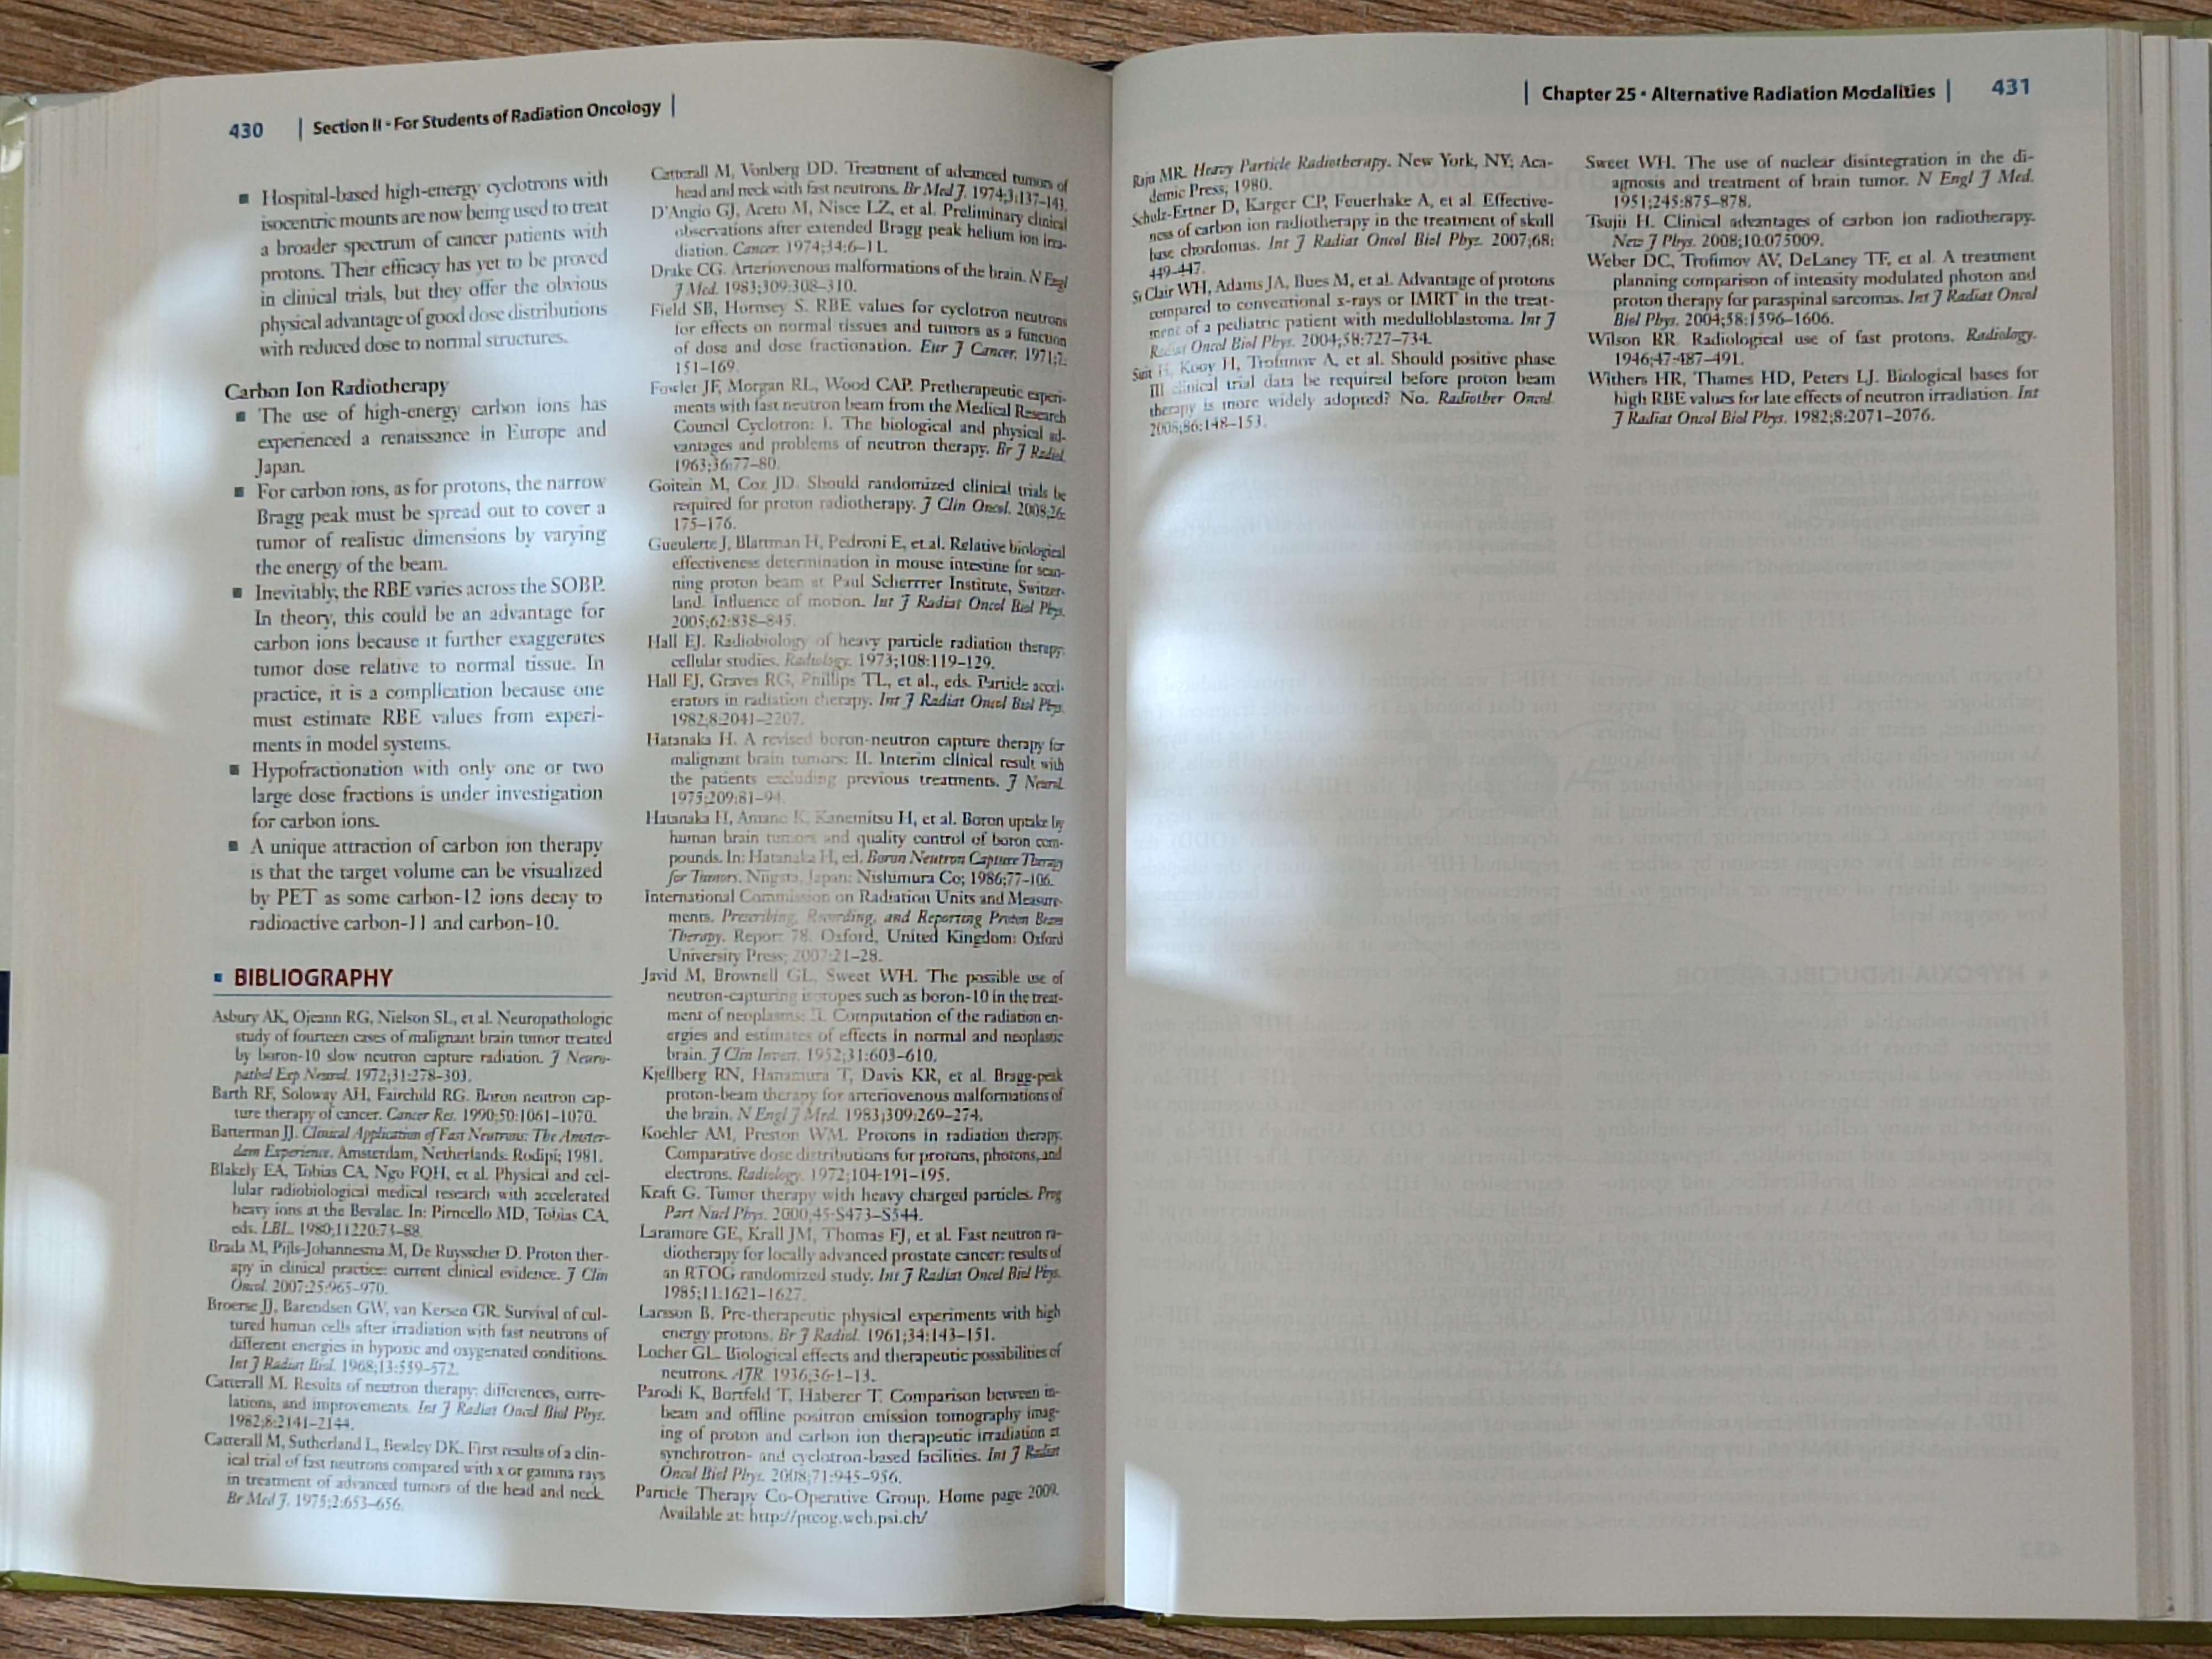 430 | Section II • For Students of Radiation Oncology |
■ Hospital-based high-energy cyclotrons with
isocentric mounts are now being used to treat
a broader spectrum of cancer patients with
protons. Their efficacy has yet to be proved
in clinical trials, but they offer the obvious
physical advantage of good dose distributions
with reduced dose to normal structures.
Carbon Ion Radiotherapy
■ The use of high-energy carbon ions has
experienced a renaissance in Europe and
Japan.
■ For carbon ions, as for protons, the narrow
Bragg peak must be spread out to cover a
tumor of realistic dimensions by varying
the energy of the beam.
■ Inevitably, the RBE varies across the SOBP.
In theory, this could be an advantage for
carbon ions because it further exaggerates
tumor dose relative to normal tissue. In
practice, it is a complication because one
must estimate RBE values from experi-
ments in model systems.
■ Hypofractionation with only one or two
large dose fractions is under investigation
for carbon ions.
■ A unique attraction of carbon ion therapy
is that the target volume can be visualized
by PET as some carbon-12 ions decay to
radioactive carbon-11 and carbon-10.
■ BIBLIOGRAPHY
Asbury AK, Ojeann RG, Nielson SL, et al. Neuropathologic
study of fourteen cases of malignant brain tumor treated
by boron-10 slow neutron capture radiation. J Neuro-
pathol Exp Neurol. 1972;31:278–303.
Barth RF, Soloway AH, Fairchild RG. Boron neutron cap-
ture therapy of cancer. Cancer Res. 1990;50:1061–1070.
Batterman JJ. Clinical Application of Fast Neutrons: The Amster-
dam Experience. Amsterdam, Netherlands: Rodipi; 1981.
Blakely EA, Tobias CA, Ngo FQH, et al. Physical and cel-
lular radiobiological medical research with accelerated
heavy ions at the Bevalac. In: Pirncello MD, Tobias CA,
eds. LBL. 1980;11220:73–88.
Brada M, Pijls-Johannesma M, De Ruysscher D. Proton ther-
apy in clinical practice: current clinical evidence. J Clin
Oncol. 2007;25:965–970.
Broerse JJ, Barendsen GW, van Kersen GR. Survival of cul-
tured human cells after irradiation with fast neutrons of
different energies in hypoxic and oxygenated conditions.
Int J Radiat Biol. 1968;13:559–572.
Catterall M. Results of neutron therapy: differences, corre-
lations, and improvements. Int J Radiat Oncol Biol Phys.
1982;8:2141–2144.
Catterall M, Sutherland I, Bewley DK. First results of a clin-
ical trial of fast neutrons compared with x or gamma rays
in treatment of advanced tumors of the head and neck.
Br Med J. 1975;2:653–656.
Catterall M, Vonberg DD. Treatment of advanced tumors of
head and neck with fast neutrons. Br Med J. 1974;3:137–143.
D'Angio GJ, Aceto M, Nisce LZ, et al. Preliminary clinical
observations after extended Bragg peak helium ion irra-
diation. Cancer. 1974;34:6–11.
Drake CG. Arteriovenous malformations of the brain. N Engl
J Med. 1983;309:308–310.
Field SB, Hornsey S. RBE values for cyclotron neutrons
for effects on normal tissues and tumors as a function
of dose and dose fractionation. Eur J Cancer. 1971;7:
151–169.
Fowler JF, Morgan RL, Wood CAP. Pretherapeutic experi-
ments with fast neutron beam from the Medical Research
Council Cyclotron: I. The biological and physical ad-
vantages and problems of neutron therapy. Br J Radiol.
1963;36:77–80.
Goitein M, Cox JD. Should randomized clinical trials be
required for proton radiotherapy. J Clin Oncol. 2008;26:
175–176.
Gueulette J, Blattman H, Pedroni E, et al. Relative biological
effectiveness determination in mouse intestine for scan-
ning proton beam at Paul Scherrrer Institute, Switzer-
land. Influence of motion. Int J Radiat Oncol Biol Phys.
2005;62:838–845.
Hall EJ. Radiobiology of heavy particle radiation therapy:
cellular studies. Radiology. 1973;108:119–129.
Hall EJ, Graves RG, Phillips TL, et al., eds. Particle accel-
erators in radiation therapy. Int J Radiat Oncol Biol Phys.
1982;8:2041–2207.
Hatanaka H. A revised boron-neutron capture therapy for
malignant brain tumors: II. Interim clinical result with
the patients excluding previous treatments. J Neurol.
1975;209:81–94.
Hatanaka H, Amano K, Kanemitsu H, et al. Boron uptake by
human brain tumors and quality control of boron com-
pounds. In: Hatanaka H, ed. Boron Neutron Capture Therapy
for Tumors. Niigata, Japan: Nishimura Co; 1986;77–106.
International Commission on Radiation Units and Measure-
ments. Prescribing, Recording, and Reporting Proton Beam
Therapy. Report 78. Oxford, United Kingdom: Oxford
University Press; 2007:21–28.
Javid M, Brownell GL, Sweet WH. The possible use of
neutron-capturing isotopes such as boron-10 in the treat-
ment of neoplasms: II. Computation of the radiation en-
ergies and estimates of effects in normal and neoplastic
brain. J Clin Invest. 1952;31:603–610.
Kjellberg RN, Hanamura T, Davis KR, et al. Bragg-peak
proton-beam therapy for arteriovenous malformations of
the brain. N Engl J Med. 1983;309:269–274.
Koehler AM, Preston WM. Protons in radiation therapy.
Comparative dose distributions for protons, photons, and
electrons. Radiology. 1972;104:191–195.
Kraft G. Tumor therapy with heavy charged particles. Prog
Part Nucl Phys. 2000;45:S473–S544.
Laramore GE, Krall JM, Thomas FJ, et al. Fast neutron ra-
diotherapy for locally advanced prostate cancer: results of
an RTOG randomized study. Int J Radiat Oncol Biol Phys.
1985;11:1621–1627.
Larsson B. Pre-therapeutic physical experiments with high
energy protons. Br J Radiol. 1961;34:143–151.
Locher GL. Biological effects and therapeutic possibilities of
neutrons. AJR. 1936;36:1–13.
Parodi K, Bortfeld T, Haberer T. Comparison between in-
beam and offline positron emission tomography imag-
ing of proton and carbon ion therapeutic irradiation at
synchrotron- and cyclotron-based facilities. Int J Radiat
Oncol Biol Phys. 2008;71:945–956.
Particle Therapy Co-Operative Group. Home page 2009.
Available at: http://ptcog.web.psi.ch/
| Chapter 25 • Alternative Radiation Modalities | 431
Raju MR. Heavy Particle Radiotherapy. New York, NY; Aca-
demic Press; 1980.
Schulz-Ertner D, Karger CP, Feuerhake A, et al. Effective-
ness of carbon ion radiotherapy in the treatment of skull
base chordomas. Int J Radiat Oncol Biol Phys. 2007;68:
449–447.
St Clair WH, Adams JA, Bues M, et al. Advantage of protons
compared to conventional x-rays or IMRT in the treat-
ment of a pediatric patient with medulloblastoma. Int J
Radiat Oncol Biol Phys. 2004;58:727–734.
Suit H, Kooy H, Trofimov A, et al. Should positive phase
III clinical trial data be required before proton beam
therapy is more widely adopted? No. Radiother Oncol.
2008;86:148–153.
Sweet WH. The use of nuclear disintegration in the di-
agnosis and treatment of brain tumor. N Engl J Med.
1951;245:875–878.
Tsujii H. Clinical advantages of carbon ion radiotherapy.
New J Phys. 2008;10:075009.
Weber DC, Trofimov AV, DeLaney TF, et al. A treatment
planning comparison of intensity modulated photon and
proton therapy for paraspinal sarcomas. Int J Radiat Oncol
Biol Phys. 2004;58:1596–1606.
Wilson RR. Radiological use of fast protons. Radiology.
1946;47:487–491.
Withers HR, Thames HD, Peters LJ. Biological bases for
high RBE values for late effects of neutron irradiation. Int
J Radiat Oncol Biol Phys. 1982;8:2071–2076.